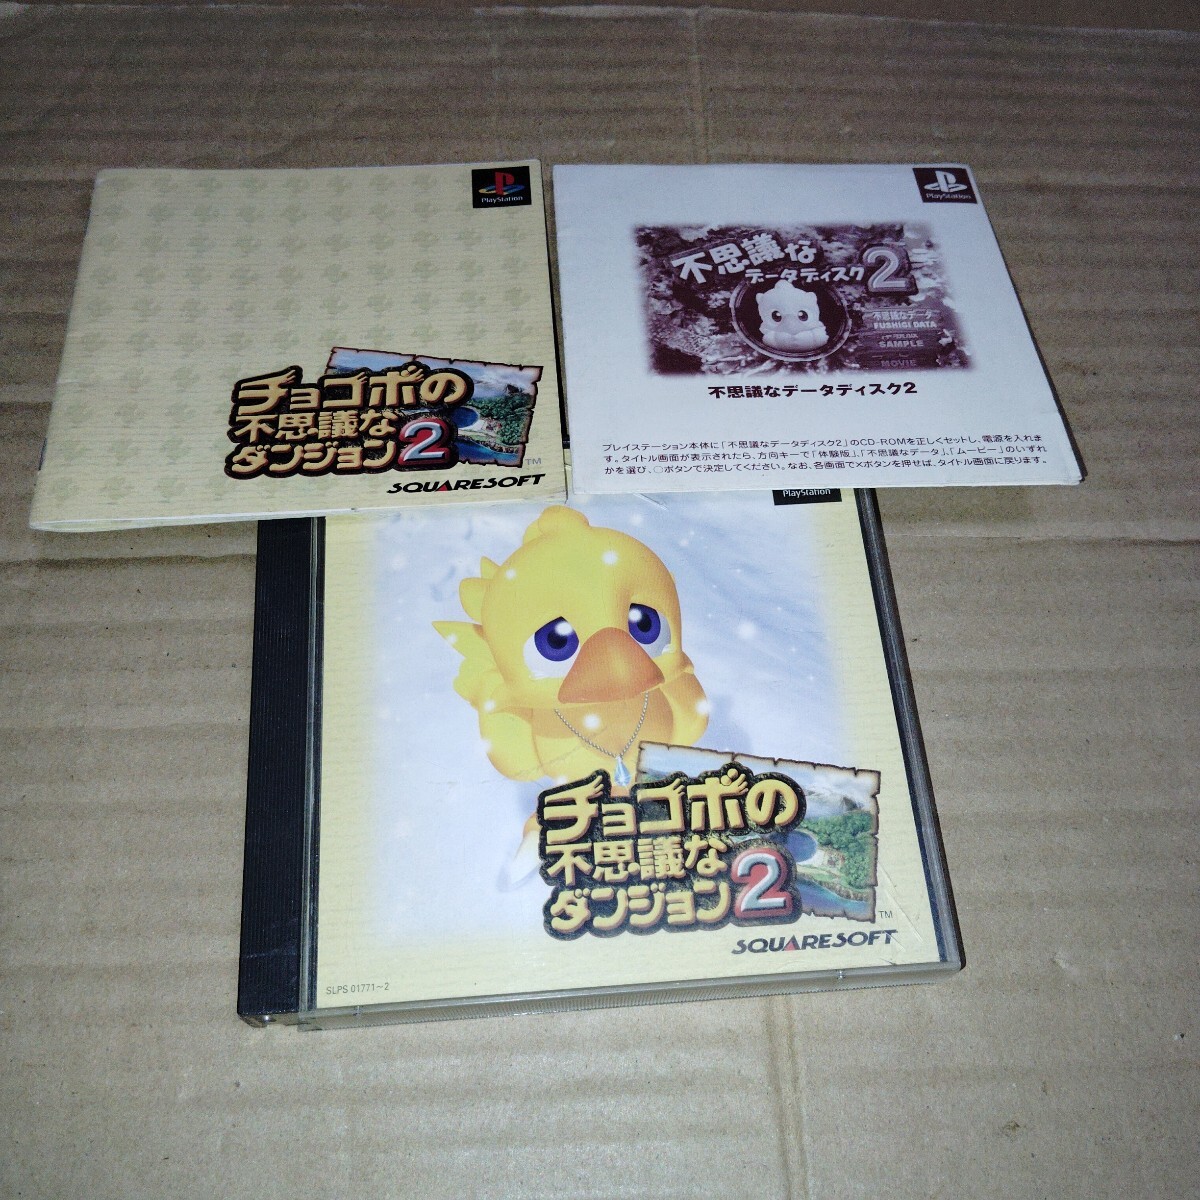 PlayStation
チョコボの
不思議な
ダンジョン2
TM
SQUARESOFT
PlayStation
不思議な
データディスク2
不思議なデータ
FUSHIGI DATA
SAMPLE
MOVIE
不思議なデータディスク2
プレイステーション本体に「不思議なデータディスク2」のCD-ROMを正しくセットし、電源を入れま
す。タイトル画面が表示されたら、方向キーで「体験版」、「不思議なデータ」、「ムービー」のいずれ
かを選び、○ボタンで決定してください。なお、各画面で×ボタンを押せば、タイトル画面に戻ります。
PlayStation
チョコボの
不思議な
ダンジョン2
TM
SQUARESOFT
SLPS 01771~2